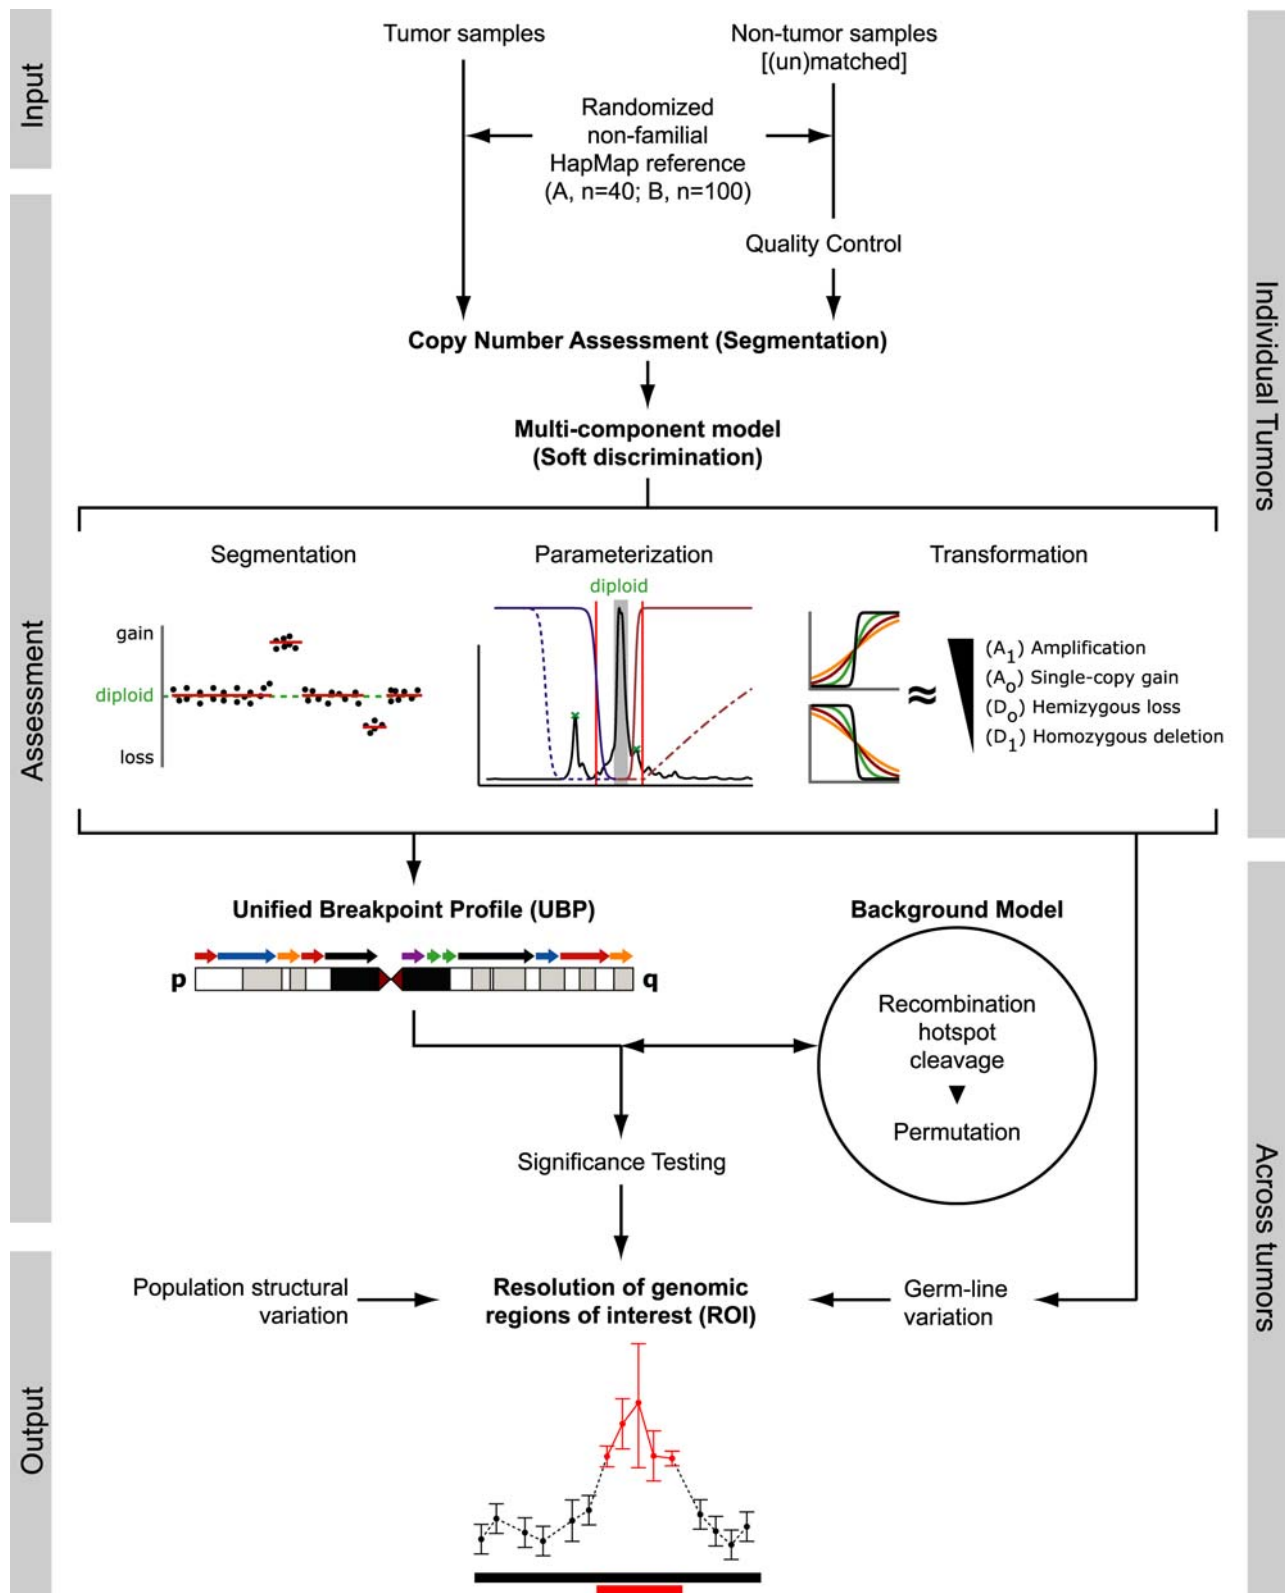 Input
Assessment
Output
Individual Tumors
Across tumors
Tumor samples
Non-tumor samples
[(un)matched]
Randomized
non-familial
HapMap reference
(A, n=40; B, n=100)
Quality Control
Copy Number Assessment (Segmentation)
Multi-component model
(Soft discrimination)
Segmentation
gain
diploid
loss
Parameterization
diploid
Transformation
≈
(A1) Amplification
(Ao) Single-copy gain
(Do) Hemizygous loss
(D1) Homozygous deletion
Unified Breakpoint Profile (UBP)
p
q
Background Model
Recombination
hotspot
cleavage
Permutation
Significance Testing
Population structural
variation
Resolution of genomic
regions of interest (ROI)
Germ-line
variation